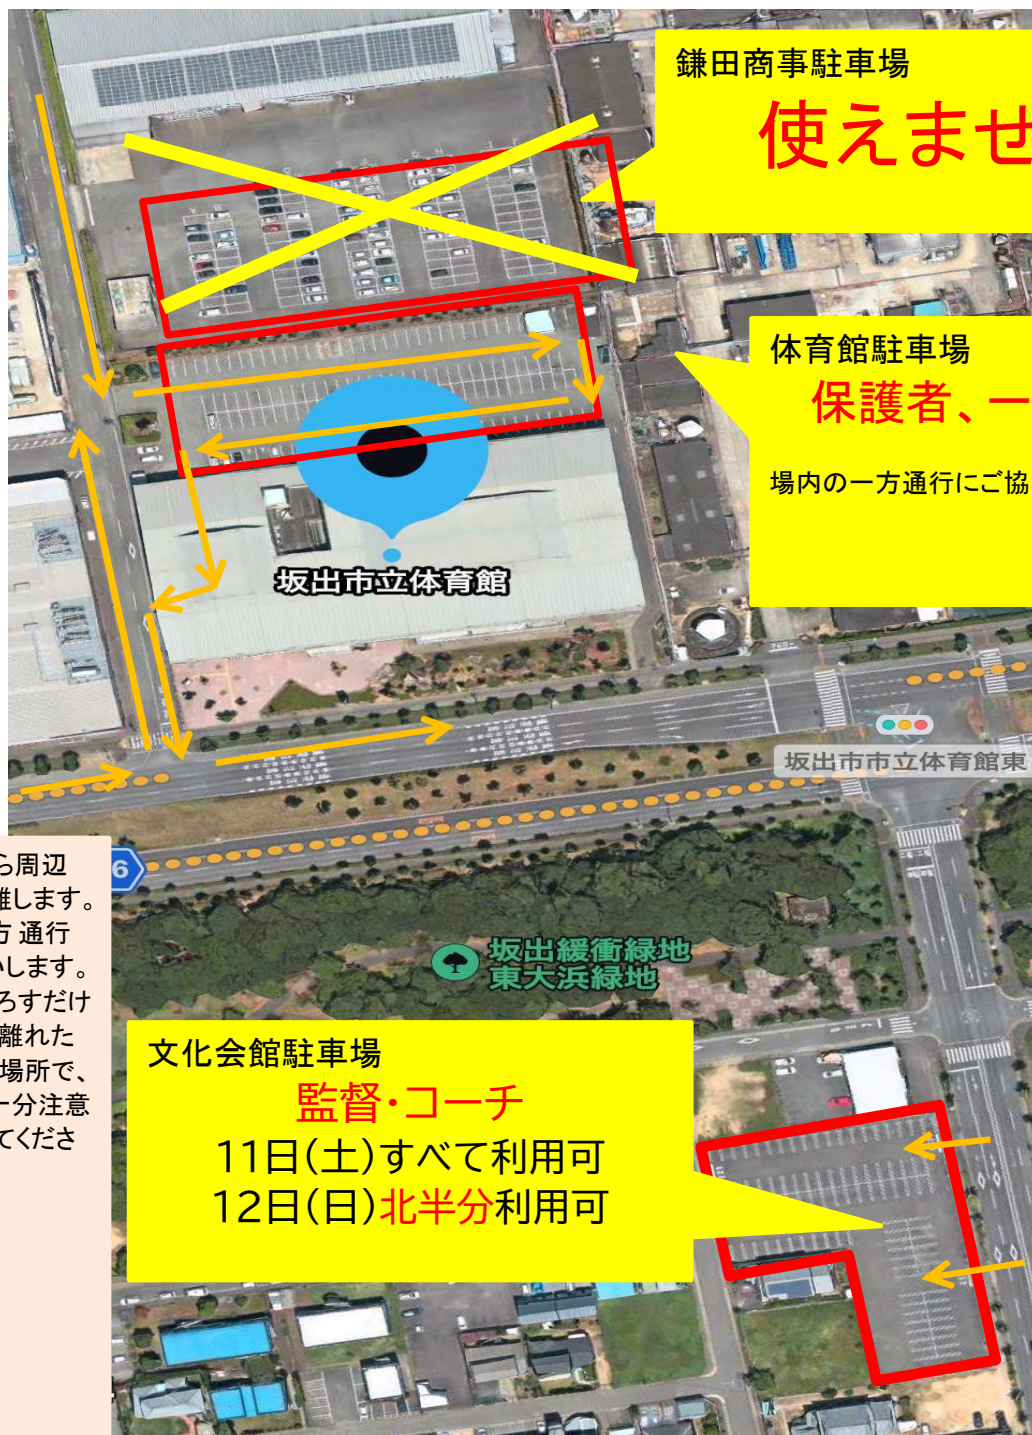 鎌田商事駐車場
使えませ
体育館駐車場
保護者、一
場内の一方通行にご協
坂出市立体育館
坂出市市立体育館東
ら周辺
離します。
方 通行
いします。
ろすだけ
離れた
場所で、
十分注意
てくださ
6
坂出緩衝緑地
東大浜緑地
文化会館駐車場
監督・コーチ
11日(土)すべて利用可
12日(日)北半分利用可